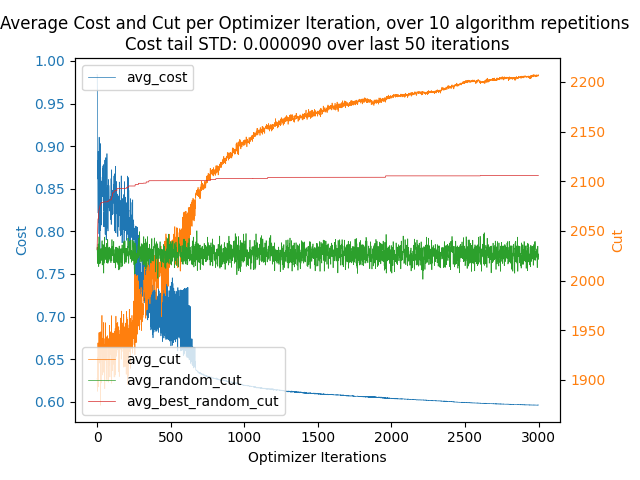 Average Cost and Cut per Optimizer Iteration, over 10 algorithm repetitions
Cost tail STD: 0.000090 over last 50 iterations
1.00
0.95
0.90
0.85
0.80
0.75
0.70
0.65
0.60
Cost
avg_cost
avg_cut
avg_random_cut
avg_best_random_cut
2200
2150
2100
2050
2000
1950
1900
Cut
0 500 1000 1500 2000 2500 3000
Optimizer Iterations